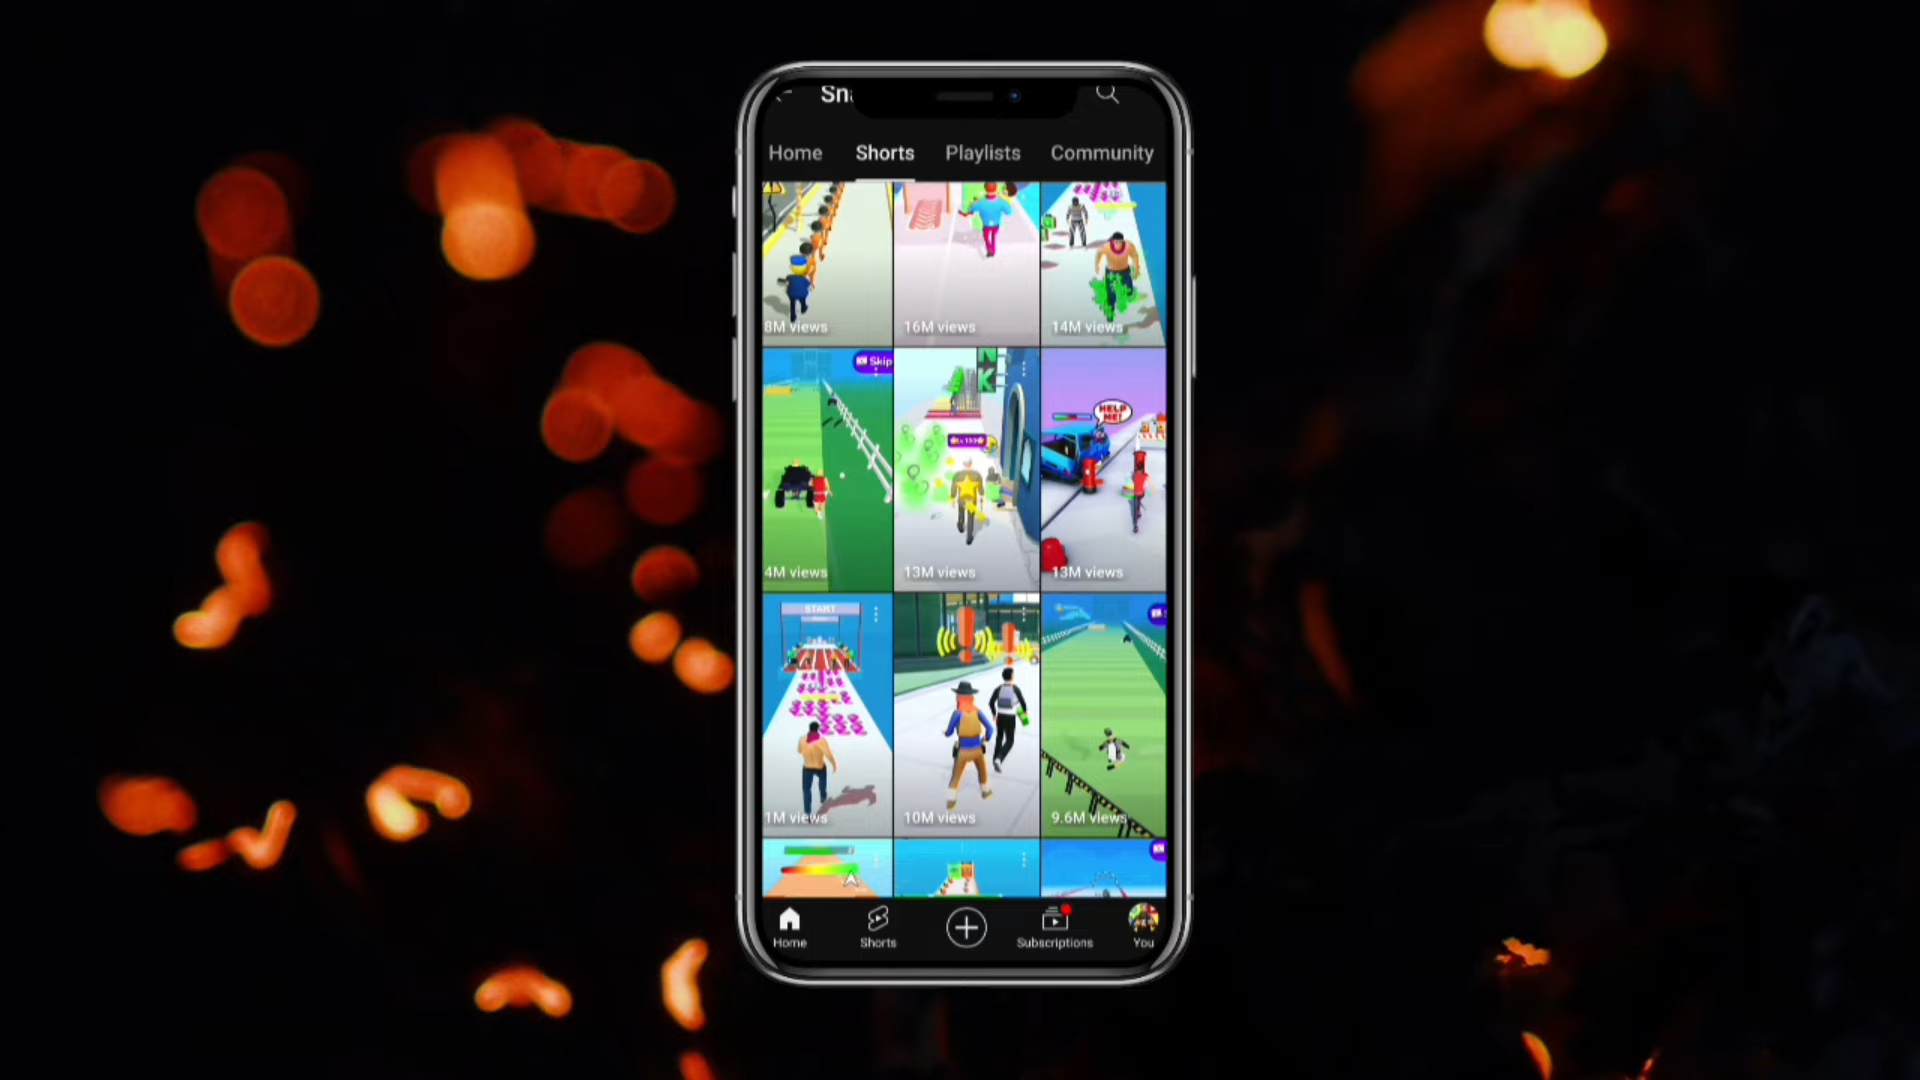 Sna
Home Shorts Playlists Community
8M views 16M views 14M views
Skip
N
K
HELP
ME!
4M views 13M views 13M views
START
1M views 10M views 9.6M views
Home Shorts Subscriptions You